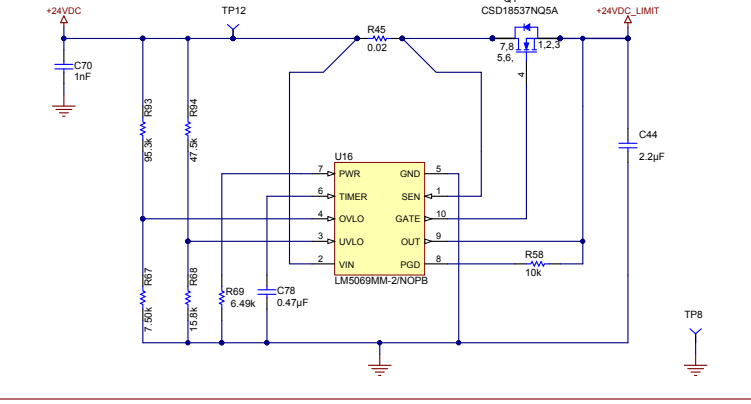 +24VDC
TP12
R45
0.02
CSD18537NQ5A
+24VDC_LIMIT
7,8
5,6,
1,2,3
4
C70
1nF
R93
95.3k
R94
47.5k
C44
2.2µF
U16
7 PWR GND 5
6 TIMER SEN 1
4 OVLO GATE 10
3 UVLO OUT 9
2 VIN PGD 8
LM5069MM-2/NOPB
R58
10k
R67
7.50k
R68
15.8k
R69
6.49k
C78
0.47µF
TP8